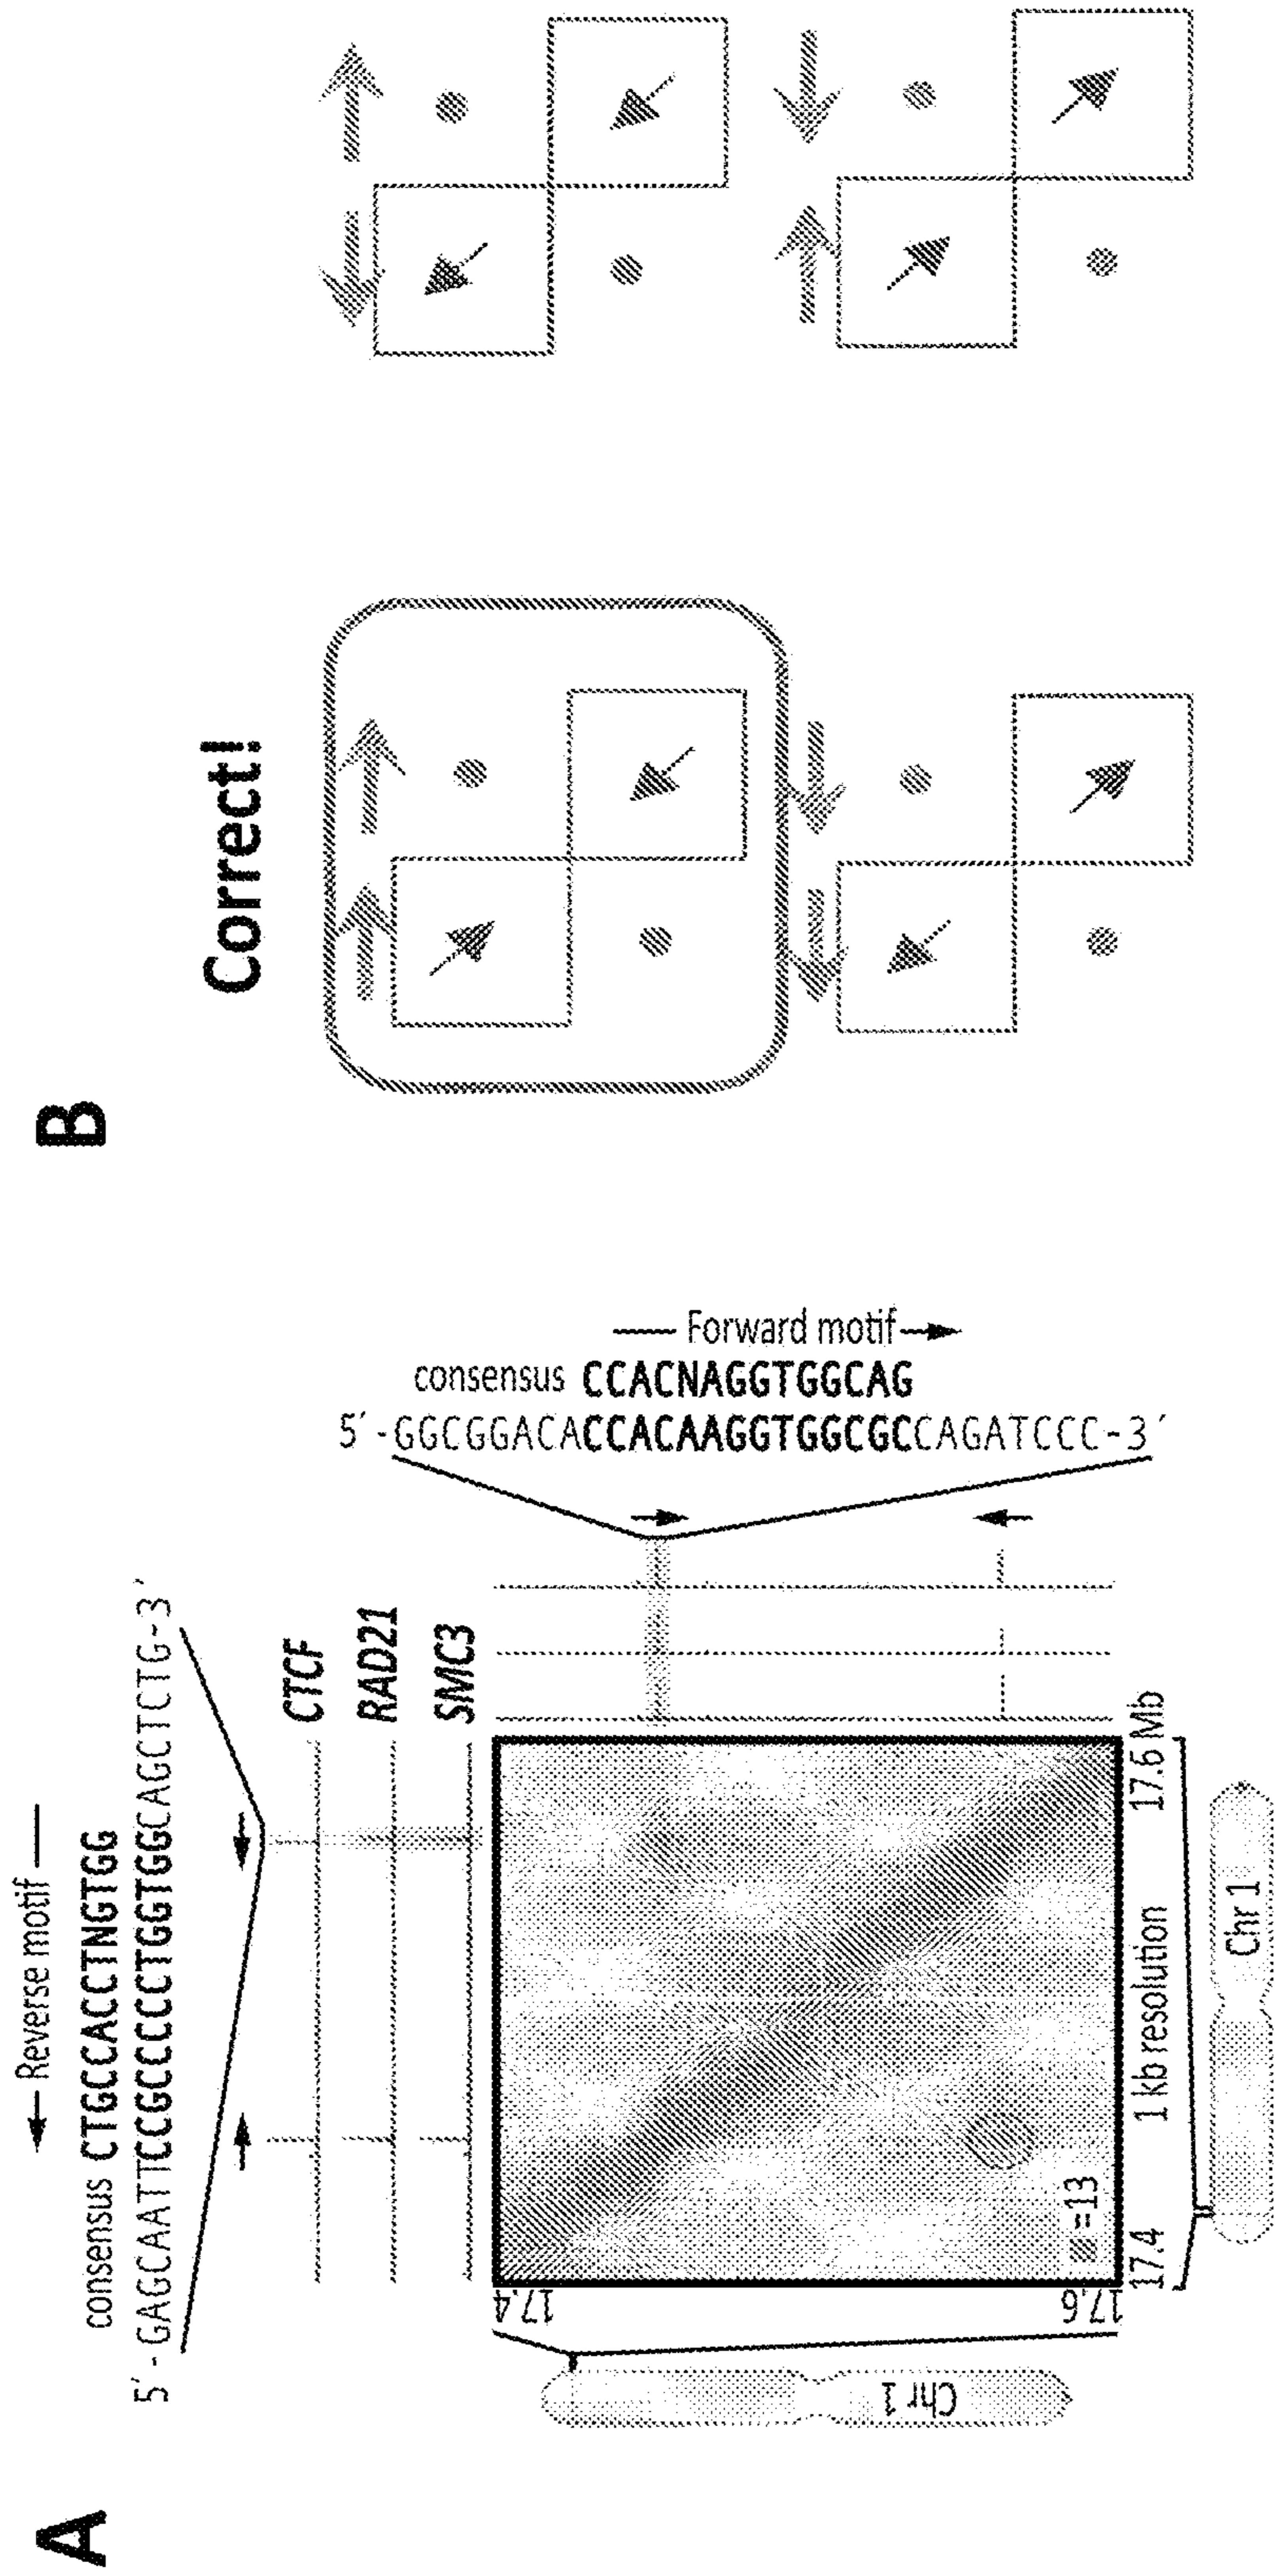 A
← Reverse motif —
consensus CTGCCACCTNGTGG
5´-GAGCAATTCCGCCCCCTGGTGGCAGCTCTG-3´
CTCF
RAD21
SMC3
17.4
17.6
Chr 1
=13
17.4
1 kb resolution
17.6 Mb
Chr 1
5´-GGCGGACACCACAAGGTGGCGCCAGATCCC-3´
consensus CCACNAGGTGGCAG
— Forward motif→
B
Correct!